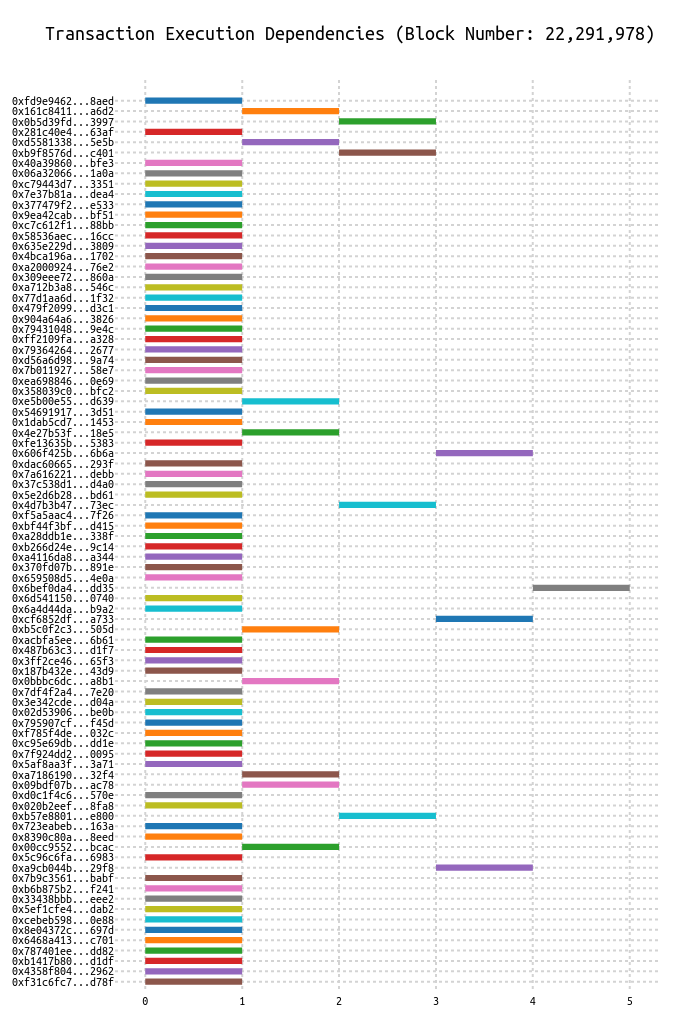 Transaction Execution Dependencies (Block Number: 22,291,978)
0xfd9e9462...8aed
0x161c8411...a6d2
0x0b5d39fd...3997
0x281c40e4...63af
0xd5581338...5e5b
0xb9f8576d...c401
0x40a39860...bfe3
0x06a32066...1a0a
0xc79443d7...3351
0x7e37b81a...dea4
0x377479f2...e533
0x9ea42cab...bf51
0xc7c612f1...88bb
0x58536aec...16cc
0x635e229d...3809
0x4bca196a...1702
0xa2000924...76e2
0x309eee72...860a
0xa712b3a8...546c
0x77d1aa6d...1f32
0x479f2099...d3c1
0x904a64a6...3826
0x79431048...9e4c
0xff2109fa...a328
0x79364264...2677
0xd56a6d98...9a74
0x7b011927...58e7
0xea698846...0e69
0x358039c0...bfc2
0xe5b00e55...d639
0x54691917...3d51
0x1dab5cd7...1453
0x4e27b53f...18e5
0xfe13635b...5383
0x606f425b...6b6a
0xdac60665...293f
0x7a616221...debb
0x37c538d1...d4a0
0x5e2d6b28...bd61
0x4d7b3b47...73ec
0xf5a5aac4...7f26
0xbf44f3bf...d415
0xa28ddb1e...338f
0xb266d24e...9c14
0xa4116da8...a344
0x370fd07b...891e
0x659508d5...4e0a
0x6bef0da4...dd35
0x6d541150...0740
0x6a4d44da...b9a2
0xcf6852df...a733
0xb5c0f2c3...505d
0xacbfa5ee...6b61
0x487b63c3...d1f7
0x3ff2ce46...65f3
0x187b432e...43d9
0x0bbbc6dc...a8b1
0x7df4f2a4...7e20
0x3e342cde...d04a
0x02d53906...be0b
0x795907cf...f45d
0xf785f4de...032c
0xc95e69db...dd1e
0x7f924dd2...0095
0x5af8aa3f...3a71
0xa7186190...32f4
0x09bdf07b...ac78
0xd0c1f4c6...570e
0x020b2eef...8fa8
0xb57e8801...e800
0x723eabeb...163a
0x8390c80a...8eed
0x00cc9552...bcac
0x5c96c6fa...6983
0xa9cb044b...29f8
0x7b9c3561...babf
0xb6b875b2...f241
0x33438bbb...eee2
0x5ef1cfe4...dab2
0xcebeb598...0e88
0x8e04372c...697d
0x6468a413...c701
0x787401ee...dd82
0xb1417b80...d1df
0x4358f804...2962
0xf31c6fc7...d78f
0 1 2 3 4 5